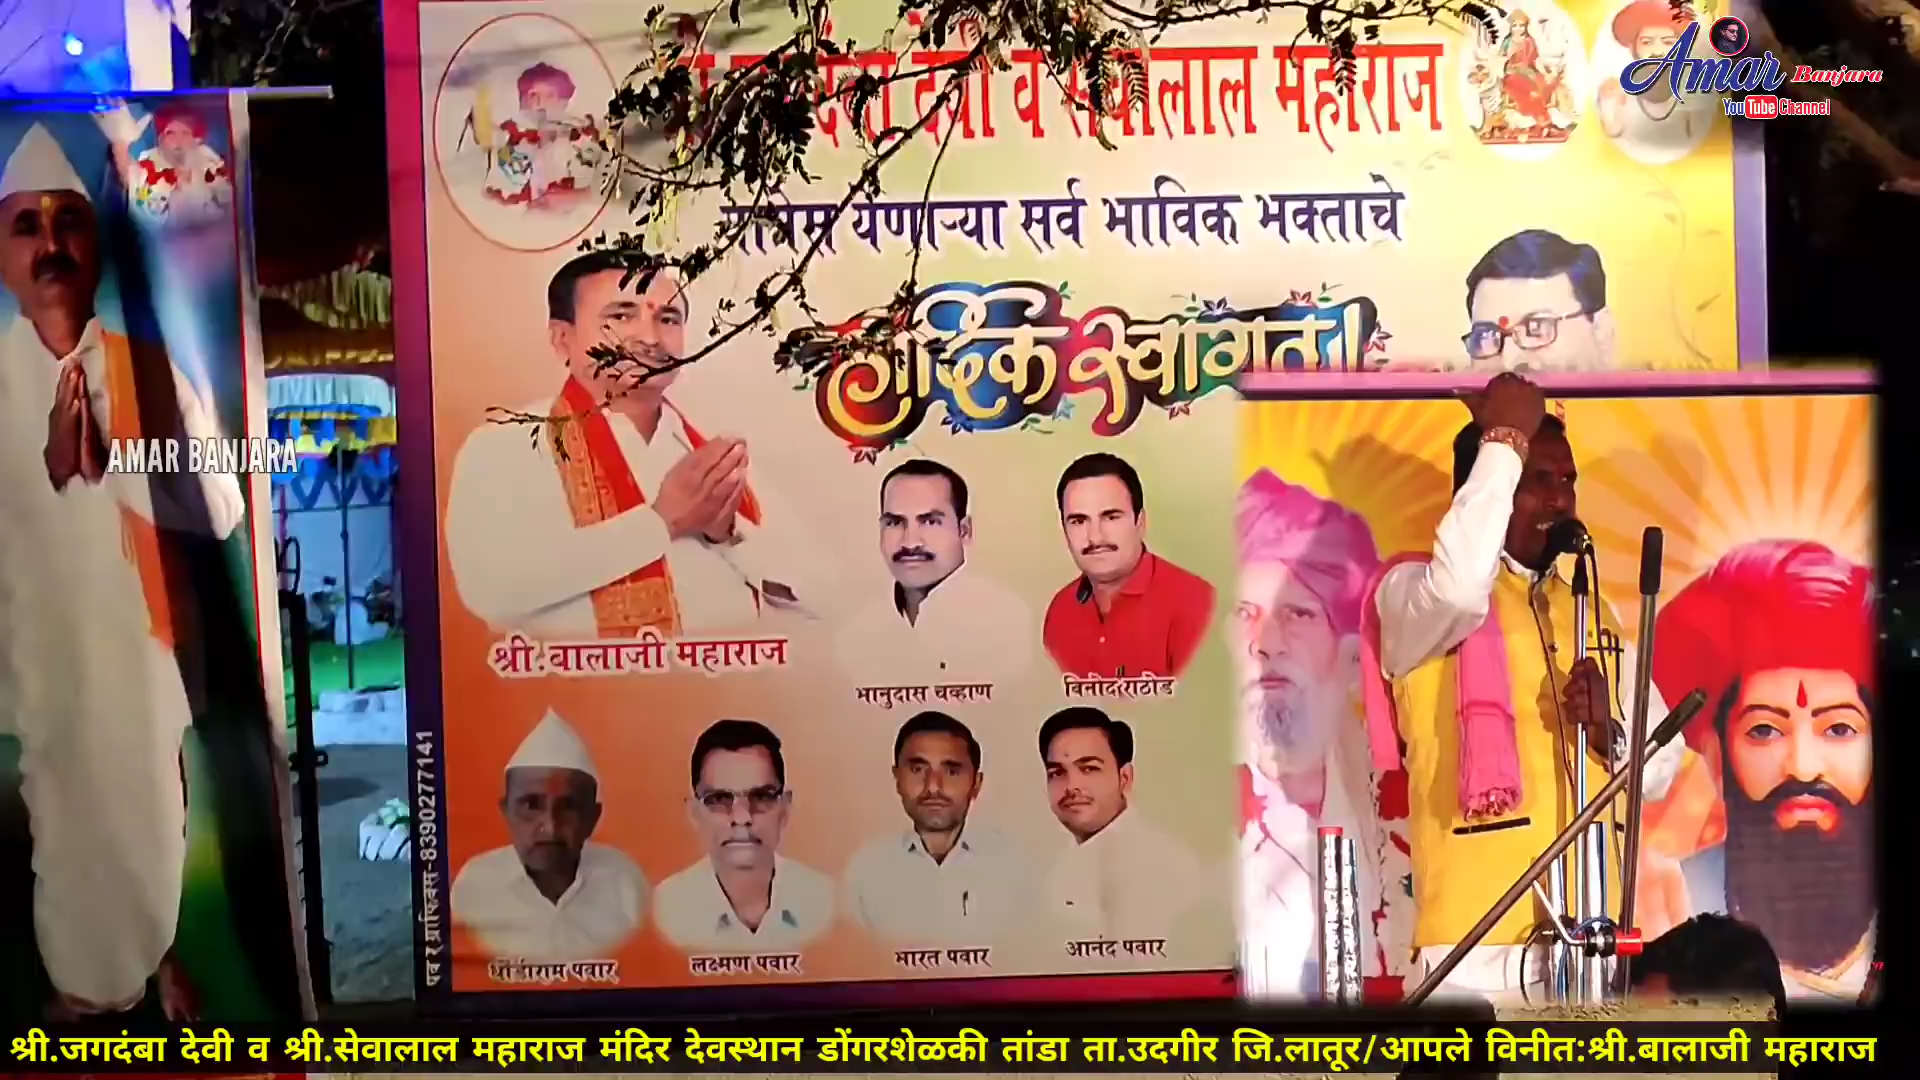 Amar Banjara
YouTube Channel
देवी व सेवालाल महाराज
येणाऱ्या सर्व भाविक भक्ताचे
हार्दिक स्वागत।
AMAR BANJARA
श्री.बालाजी महाराज
भानुदास चव्हाण
विनोद राठोड
धोंडीराम पवार
लक्ष्मण पवार
भारत पवार
आनंद पवार
ग्राफिक्स-8390277141
श्री.जगदंबा देवी व श्री.सेवालाल महाराज मंदिर देवस्थान डोंगरशेळकी तांडा ता.उदगीर जि.लातूर/आपले विनीत:श्री.बालाजी महाराज